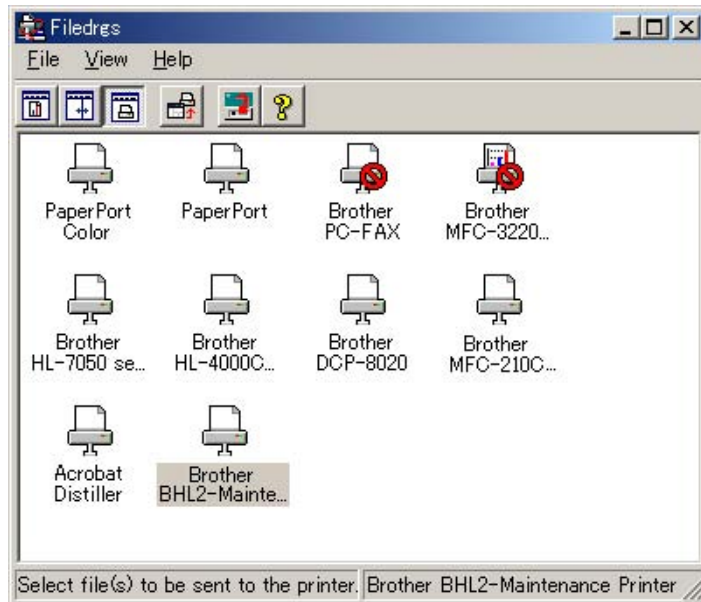 Filedrgs
File View Help
PaperPort
Color
PaperPort
Brother
PC-FAX
Brother
MFC-3220...
Brother
HL-7050 se...
Brother
HL-4000C...
Brother
DCP-8020
Brother
MFC-210C...
Acrobat
Distiller
Brother
BHL2-Mainte...
Select file(s) to be sent to the printer. Brother BHL2-Maintenance Printer